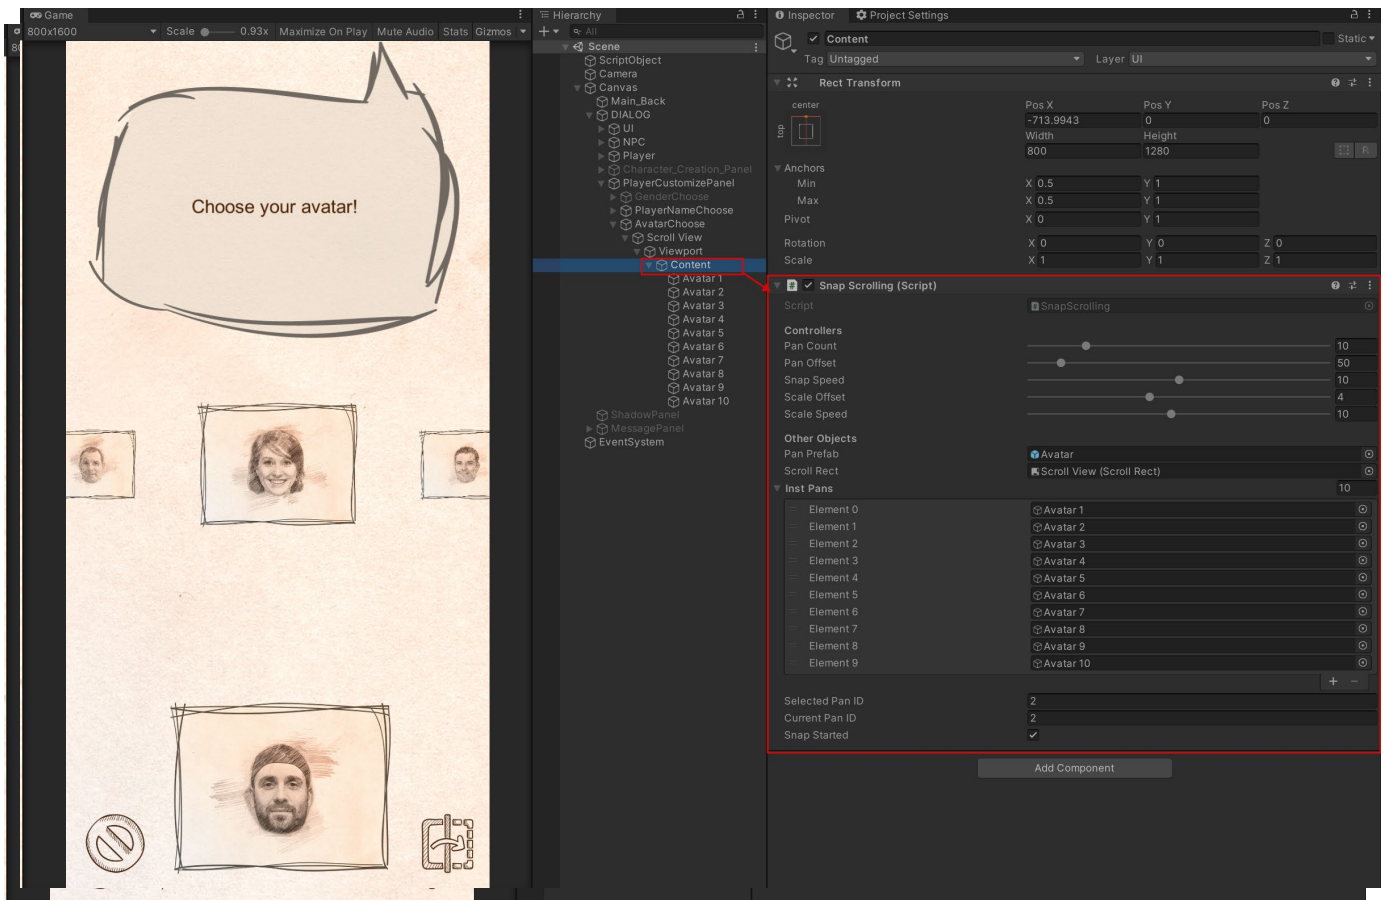 Game
800x1600 Scale 0.93x Maximize On Play Mute Audio Stats Gizmos
Choose your avatar!
Hierarchy
All
Scene
ScriptObject
Camera
Canvas
Main_Back
DIALOG
UI
NPC
Player
Character_Creation_Panel
PlayerCustomizePanel
GenderChoose
PlayerNameChoose
AvatarChoose
Scroll View
Viewport
Content
Avatar 1
Avatar 2
Avatar 3
Avatar 4
Avatar 5
Avatar 6
Avatar 7
Avatar 8
Avatar 9
Avatar 10
ShadowPanel
MessagePanel
EventSystem
Inspector Project Settings
Content Static
Tag Untagged Layer UI
Rect Transform
center Pos X Pos Y Pos Z
top -713.9943 0 0
Width Height
800 1280 R
Anchors
Min X 0.5 Y 1
Max X 0.5 Y 1
Pivot X 0 Y 1
Rotation X 0 Y 0 Z 0
Scale X 1 Y 1 Z 1
# Snap Scrolling (Script)
Script SnapScrolling
Controllers
Pan Count 10
Pan Offset 50
Snap Speed 10
Scale Offset 4
Scale Speed 10
Other Objects
Pan Prefab Avatar
Scroll Rect Scroll View (Scroll Rect)
Inst Pans 10
Element 0 Avatar 1
Element 1 Avatar 2
Element 2 Avatar 3
Element 3 Avatar 4
Element 4 Avatar 5
Element 5 Avatar 6
Element 6 Avatar 7
Element 7 Avatar 8
Element 8 Avatar 9
Element 9 Avatar 10
+ −
Selected Pan ID 2
Current Pan ID 2
Snap Started
Add Component